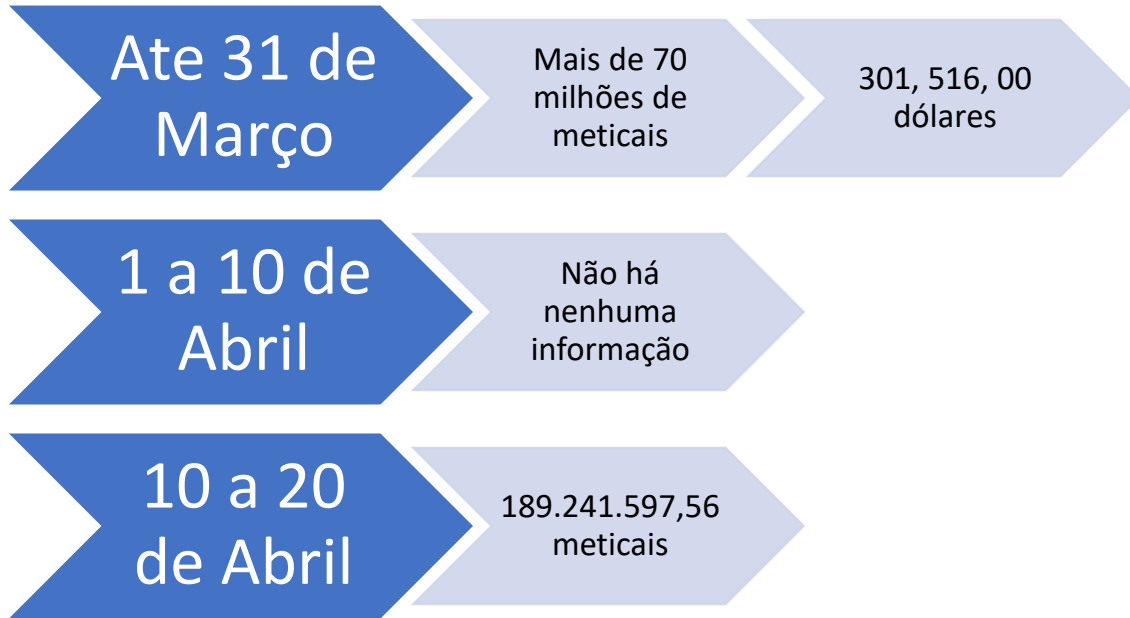 Ate 31 de
Março
Mais de 70
milhões de
meticais
301, 516, 00
dólares
1 a 10 de
Abril
Não há
nenhuma
informação
10 a 20
de Abril
189.241.597,56
meticais